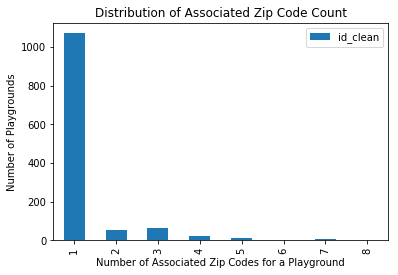 Distribution of Associated Zip Code Count
id_clean
Number of Playgrounds
1000
800
600
400
200
0
1 2 3 4 5 6 7 8
Number of Associated Zip Codes for a Playground